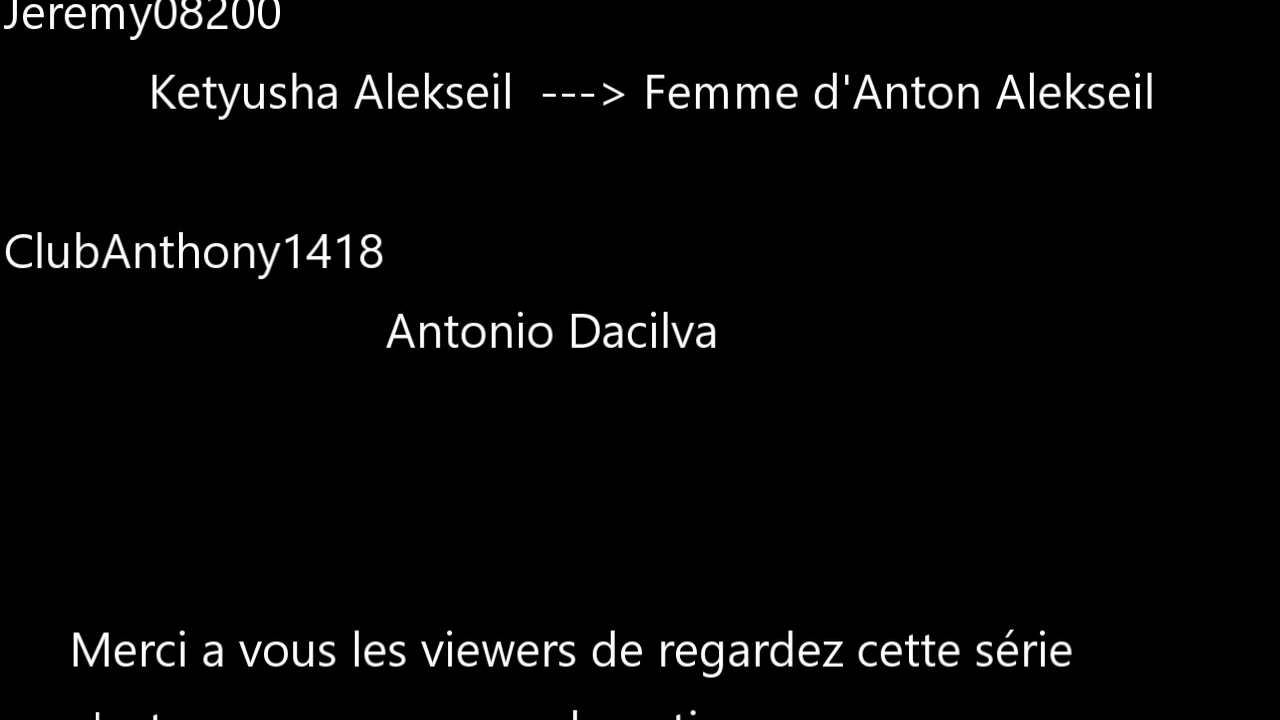 Jeremy08200
Ketyusha Alekseil ---> Femme d'Anton Alekseil
ClubAnthony1418
Antonio Dacilva
Merci a vous les viewers de regardez cette série